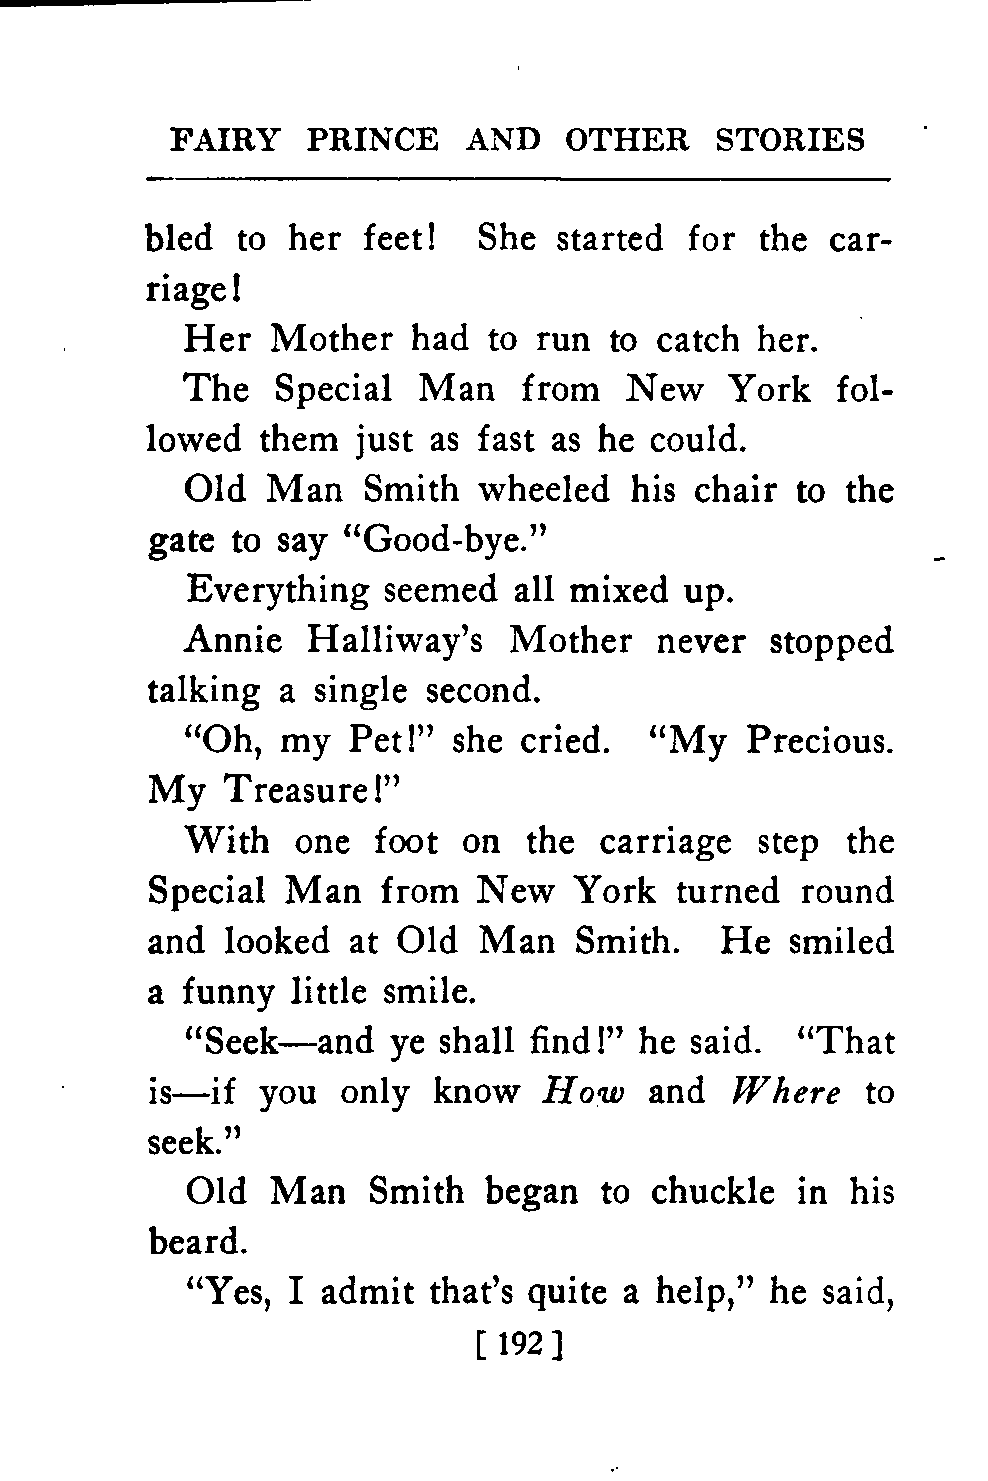 FAIRY PRINCE AND OTHER STORIES
bled to her feet! She started for the car-
riage!
Her Mother had to run to catch her.
The Special Man from New York fol-
lowed them just as fast as he could.
Old Man Smith wheeled his chair to the
gate to say “Good-bye.”
Everything seemed all mixed up.
Annie Halliway’s Mother never stopped
talking a single second.
“Oh, my Pet!” she cried. “My Precious.
My Treasure!”
With one foot on the carriage step the
Special Man from New York turned round
and looked at Old Man Smith. He smiled
a funny little smile.
“Seek—and ye shall find!” he said. “That
is—if you only know How and Where to
seek.”
Old Man Smith began to chuckle in his
beard.
“Yes, I admit that’s quite a help,” he said,
[ 192 ]